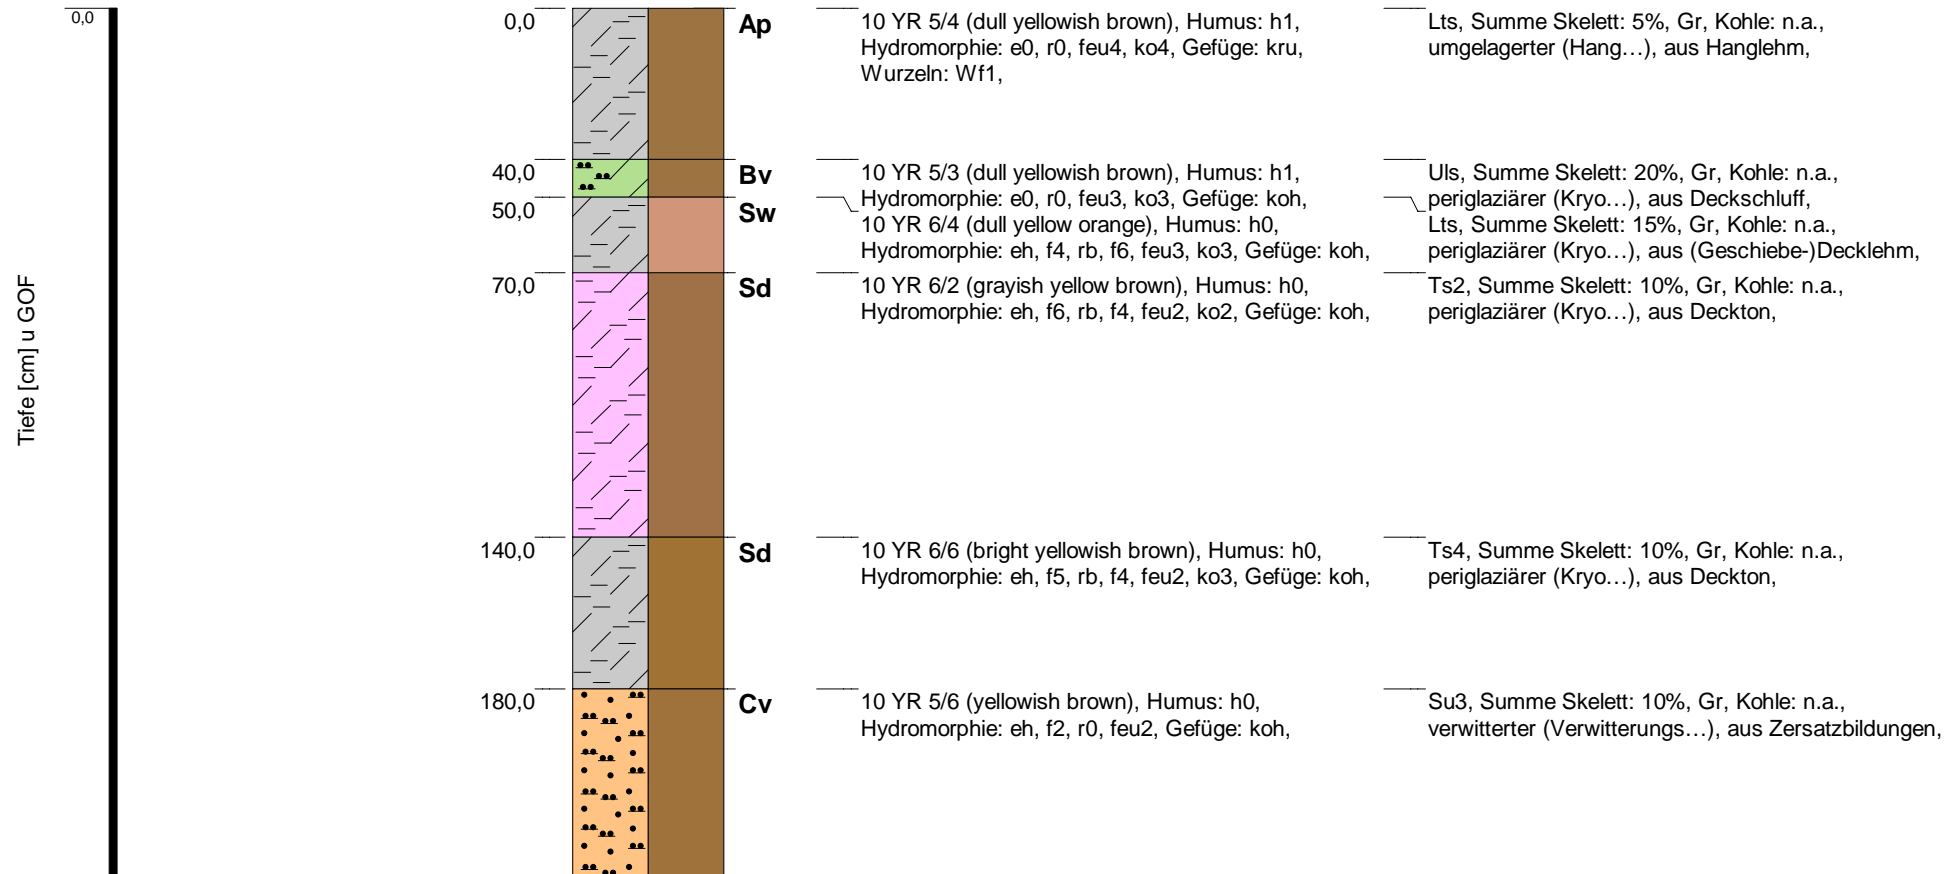 0,0
Tiefe [cm] u GOF
0,0
Ap
10 YR 5/4 (dull yellowish brown), Humus: h1,
Hydromorphie: e0, r0, feu4, ko4, Gefüge: kru,
Wurzeln: Wf1,
Lts, Summe Skelett: 5%, Gr, Kohle: n.a.,
umgelagerter (Hang…), aus Hanglehm,
40,0
Bv
10 YR 5/3 (dull yellowish brown), Humus: h1,
Hydromorphie: e0, r0, feu3, ko3, Gefüge: koh,
Uls, Summe Skelett: 20%, Gr, Kohle: n.a.,
periglaziärer (Kryo…), aus Deckschluff,
50,0
Sw
10 YR 6/4 (dull yellow orange), Humus: h0,
Hydromorphie: eh, f4, rb, f6, feu3, ko3, Gefüge: koh,
Lts, Summe Skelett: 15%, Gr, Kohle: n.a.,
periglaziärer (Kryo…), aus (Geschiebe-)Decklehm,
70,0
Sd
10 YR 6/2 (grayish yellow brown), Humus: h0,
Hydromorphie: eh, f6, rb, f4, feu2, ko2, Gefüge: koh,
Ts2, Summe Skelett: 10%, Gr, Kohle: n.a.,
periglaziärer (Kryo…), aus Deckton,
140,0
Sd
10 YR 6/6 (bright yellowish brown), Humus: h0,
Hydromorphie: eh, f5, rb, f4, feu2, ko3, Gefüge: koh,
Ts4, Summe Skelett: 10%, Gr, Kohle: n.a.,
periglaziärer (Kryo…), aus Deckton,
180,0
Cv
10 YR 5/6 (yellowish brown), Humus: h0,
Hydromorphie: eh, f2, r0, feu2, Gefüge: koh,
Su3, Summe Skelett: 10%, Gr, Kohle: n.a.,
verwitterter (Verwitterungs…), aus Zersatzbildungen,